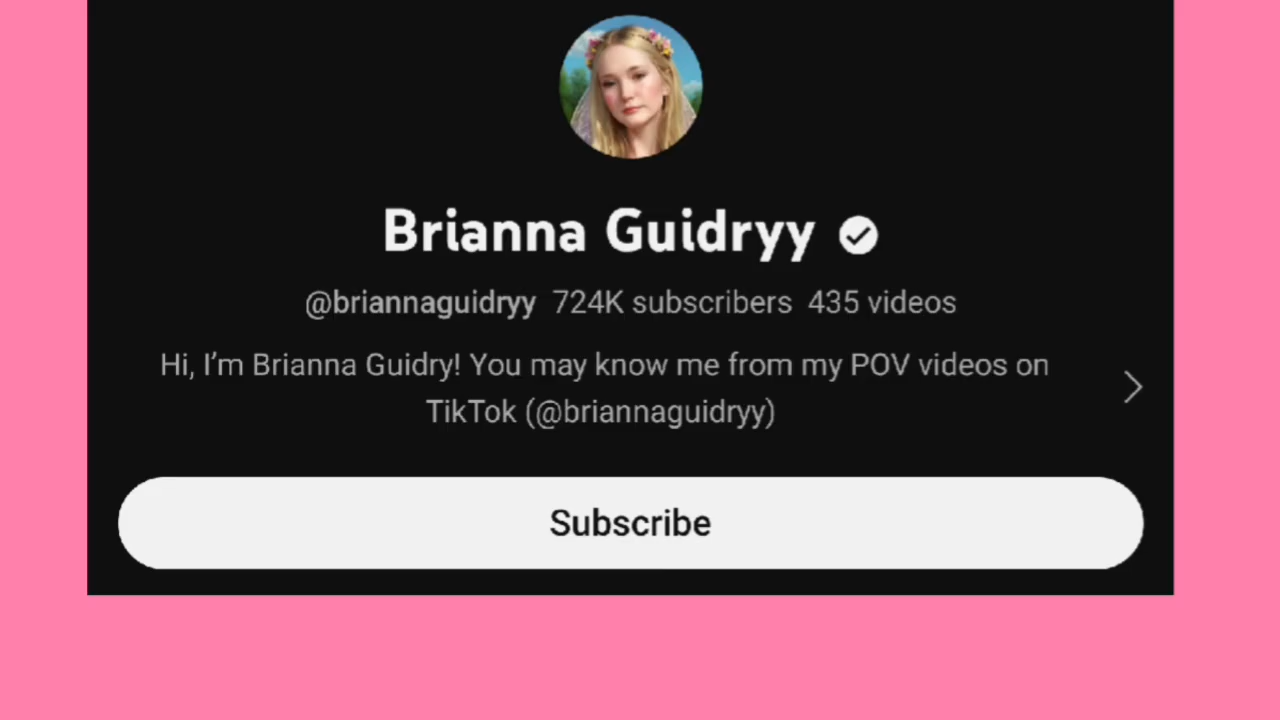 Brianna Guidryy
@briannaguidryy 724K subscribers 435 videos
Hi, I’m Brianna Guidry! You may know me from my POV videos on
TikTok (@briannaguidryy)
Subscribe